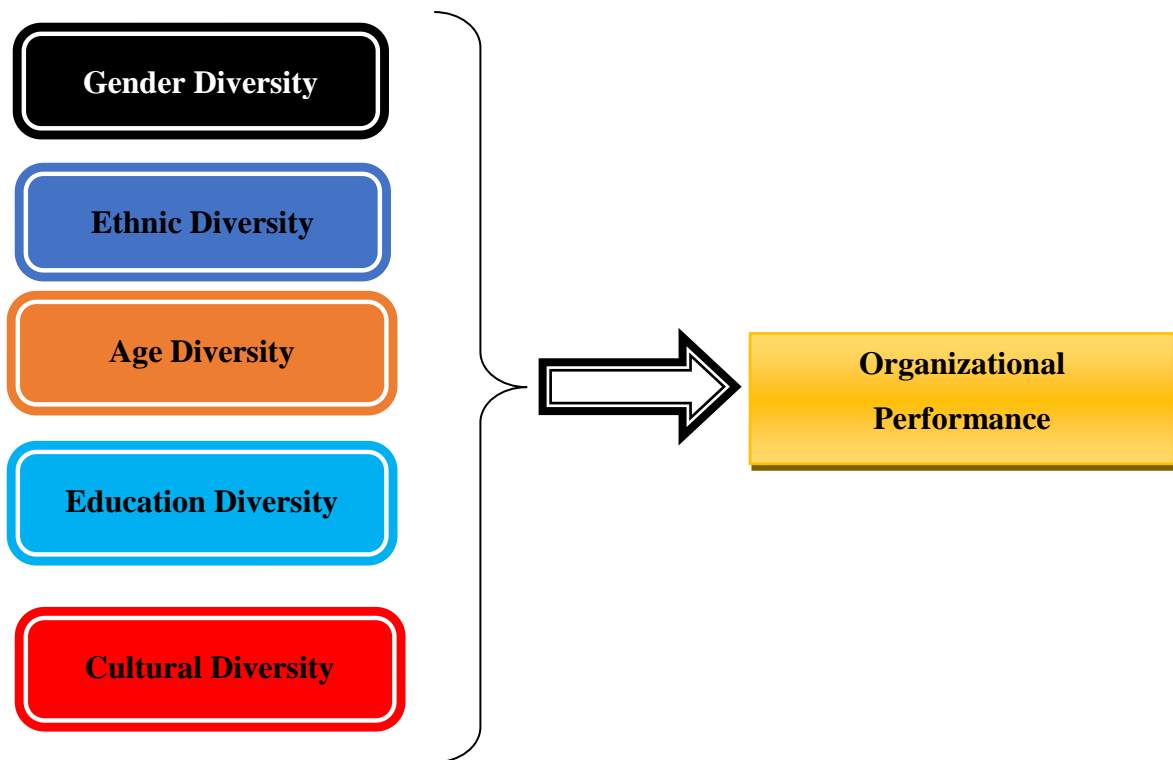 Gender Diversity
Ethnic Diversity
Age Diversity
Organizational
Performance
Education Diversity
Cultural Diversity